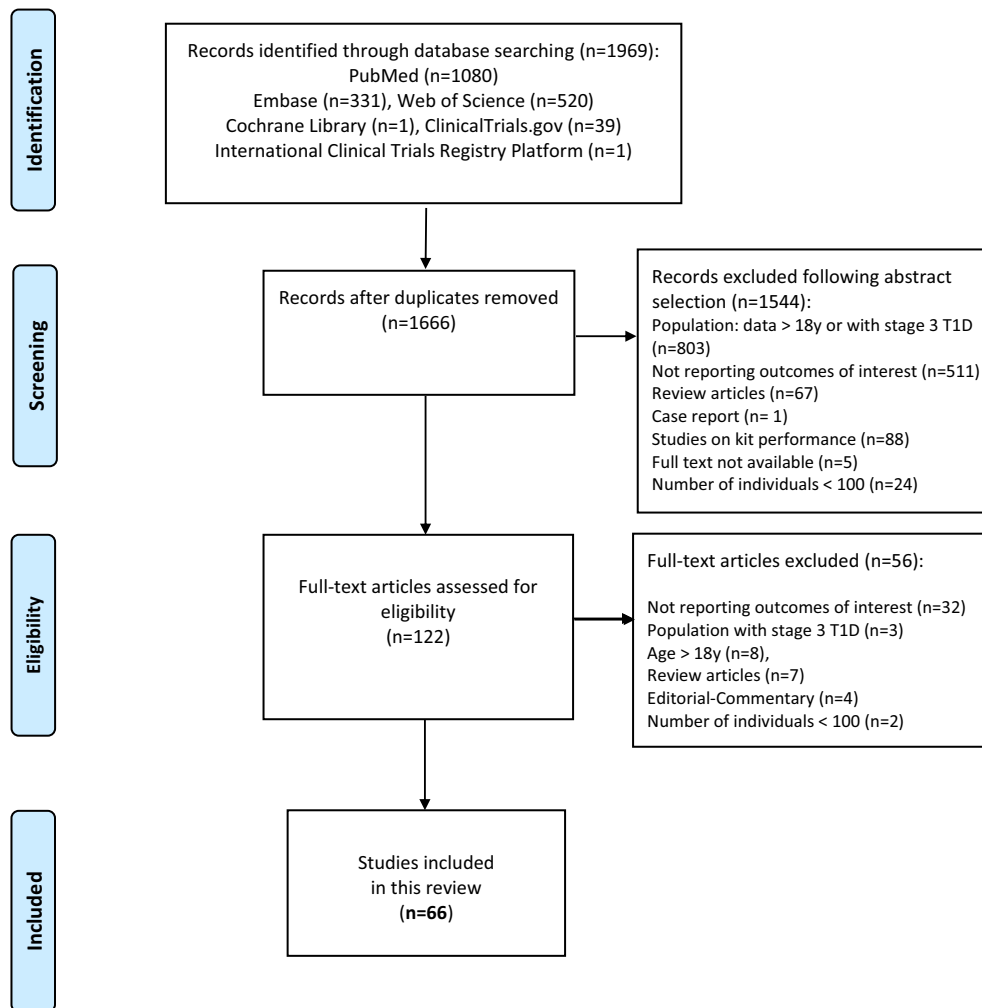 Identification
Records identified through database searching (n=1969):
PubMed (n=1080)
Embase (n=331), Web of Science (n=520)
Cochrane Library (n=1), ClinicalTrials.gov (n=39)
International Clinical Trials Registry Platform (n=1)
Screening
Records after duplicates removed
(n=1666)
Records excluded following abstract
selection (n=1544):
Population: data > 18y or with stage 3 T1D
(n=803)
Not reporting outcomes of interest (n=511)
Review articles (n=67)
Case report (n= 1)
Studies on kit performance (n=88)
Full text not available (n=5)
Number of individuals < 100 (n=24)
Eligibility
Full-text articles assessed for
eligibility
(n=122)
Full-text articles excluded (n=56):
Not reporting outcomes of interest (n=32)
Population with stage 3 T1D (n=3)
Age > 18y (n=8),
Review articles (n=7)
Editorial-Commentary (n=4)
Number of individuals < 100 (n=2)
Included
Studies included
in this review
(n=66)